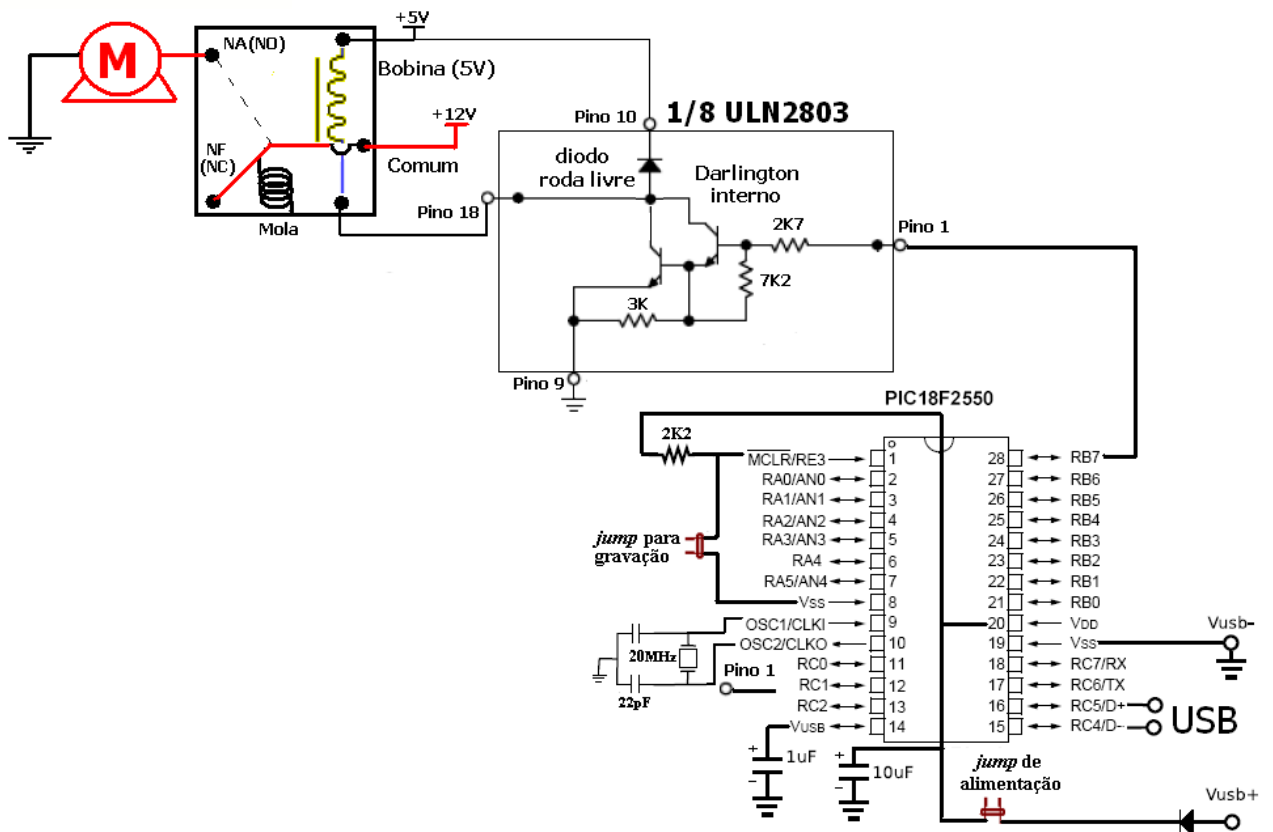 +5V
NA(NO)
M
Bobina (5V)
+12V
NF
(NC)
Comum
Mola
Pino 10
1/8 ULN2803
diodo
roda livre
Darlington
interno
Pino 18
2K7
Pino 1
7K2
3K
Pino 9
PIC18F2550
2K2
MCLR/RE3
1
28
RB7
RA0/AN0
2
27
RB6
RA1/AN1
3
26
RB5
RA2/AN2
4
25
RB4
jump para
gravação
RA3/AN3
5
24
RB3
RA4
6
23
RB2
RA5/AN4
7
22
RB1
Vss
8
21
RB0
OSC1/CLKI
9
20
VDD
Vusb-
OSC2/CLKO
10
19
Vss
20MHz
RC0
11
18
RC7/RX
Pino 1
RC1
12
17
RC6/TX
22pF
RC2
13
16
RC5/D+
USB
VUSB
14
15
RC4/D-
+
1uF
-
+
10uF
-
jump de
alimentação
Vusb+